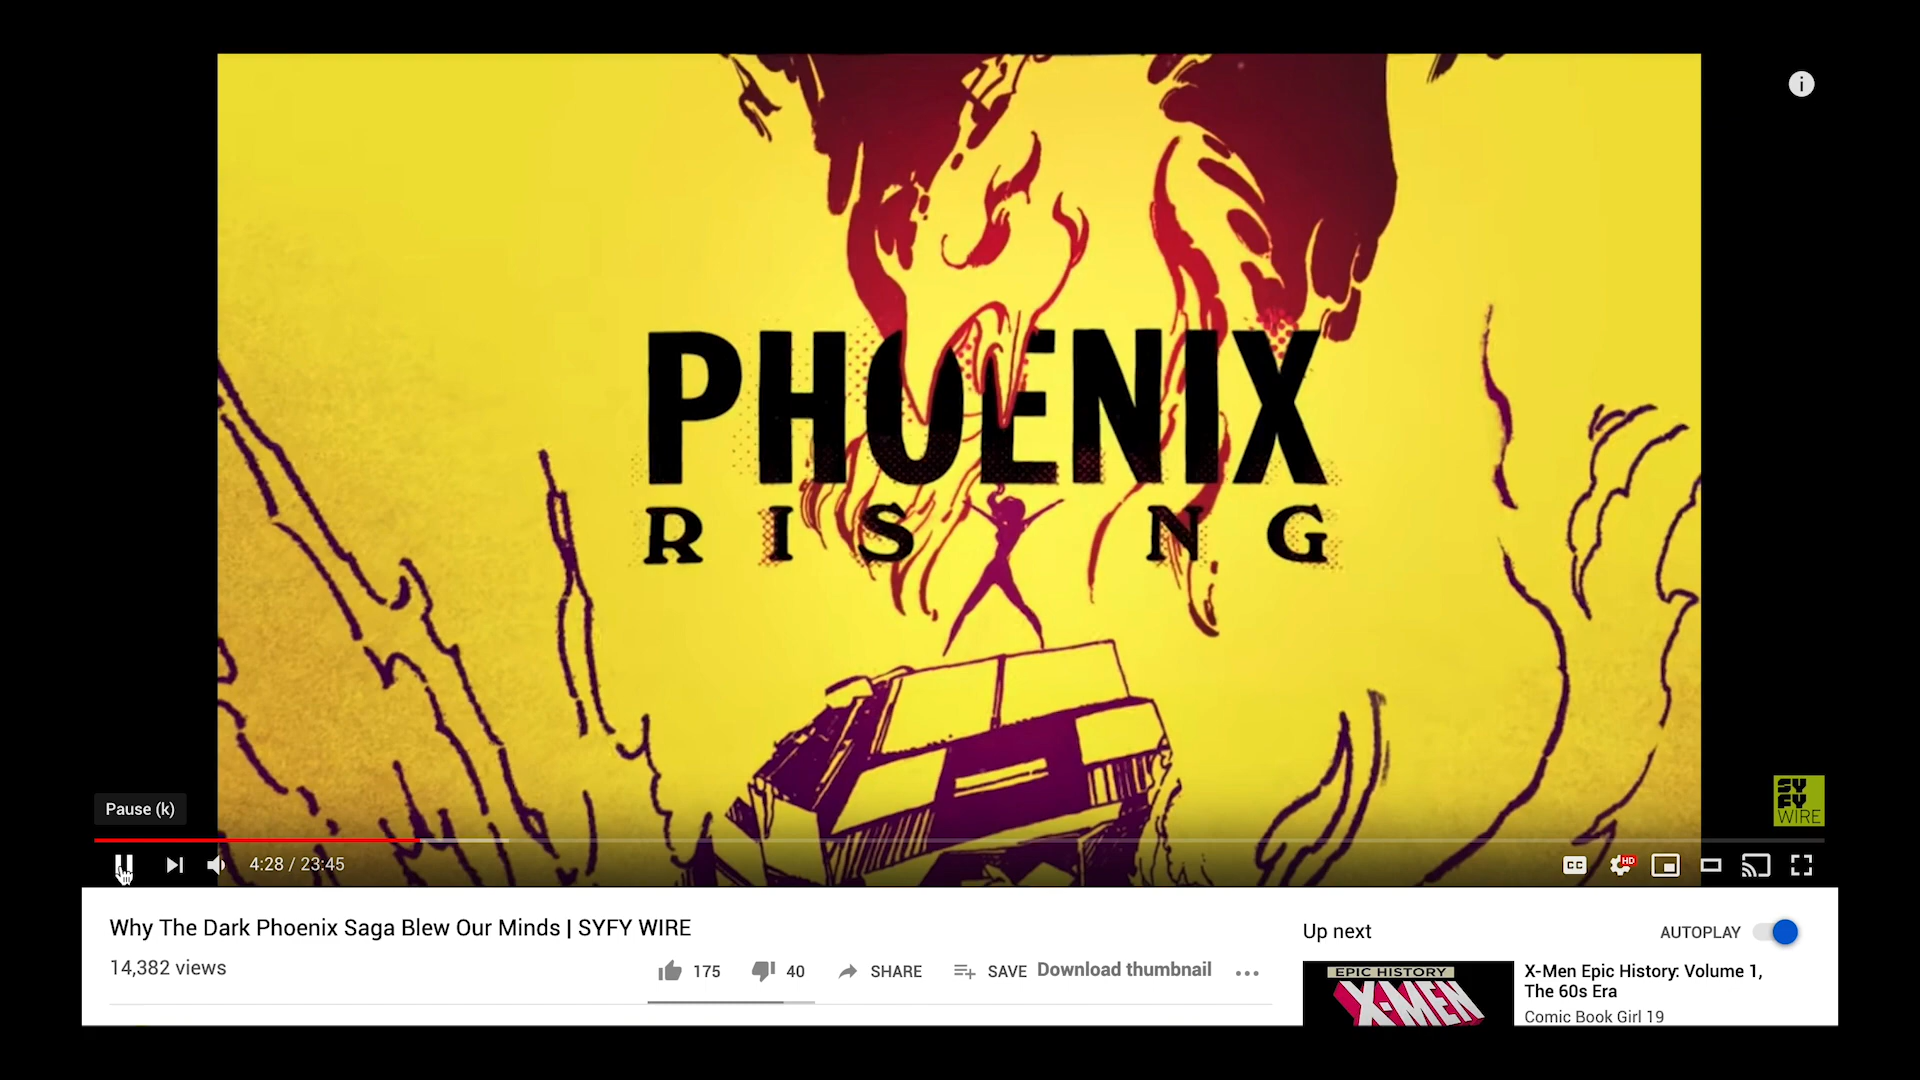 PHOENIX
RISING
SYFY WIRE
Pause (k)
4:28 / 23:45
CC
HD
Why The Dark Phoenix Saga Blew Our Minds | SYFY WIRE
14,382 views
175
40
SHARE
SAVE
Download thumbnail
Up next
AUTOPLAY
EPIC HISTORY
X-MEN
X-Men Epic History: Volume 1,
The 60s Era
Comic Book Girl 19